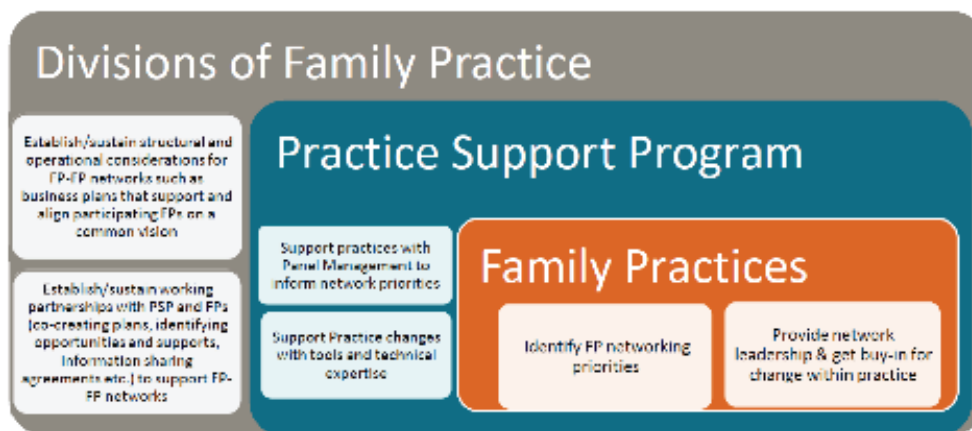 Divisions of Family Practice
Establish/sustain structural and
operational considerations for
FP-FP networks such as
business plans that support and
align participating FPs on a
common vision
Establish/sustain working
partnerships with PSP and FPs
(co-creating plans, identifying
opportunities and supports,
information sharing
agreements etc.) to support FP-
FP networks
Practice Support Program
Support practices with
Panel Management to
inform network priorities
Support Practice changes
with tools and technical
expertise
Family Practices
Identify FP networking
priorities
Provide network
leadership & get buy-in for
change within practice